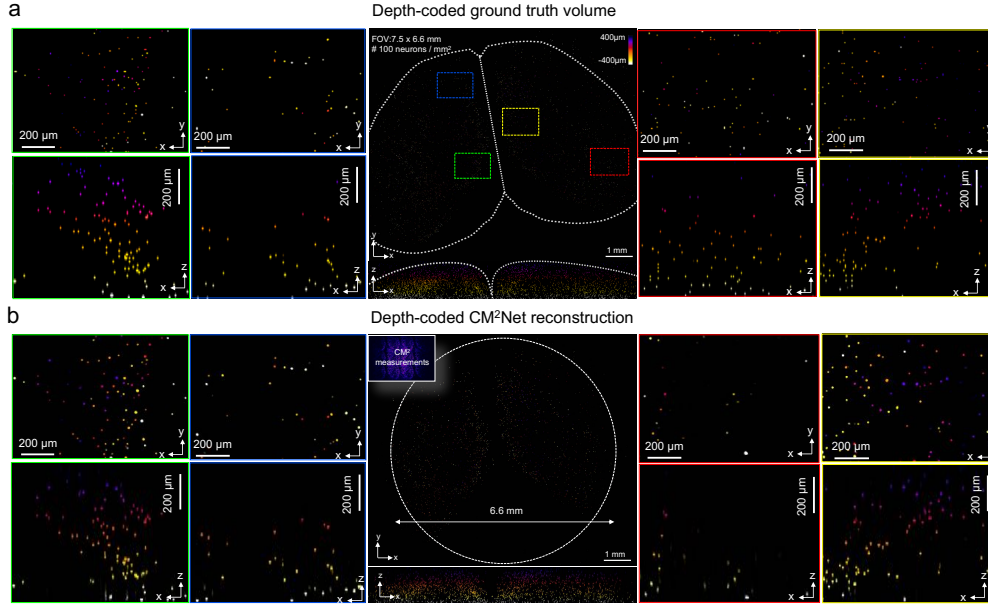 a
Depth-coded ground truth volume
200 μm
y
x
200 μm
y
x
FOV:7.5 x 6.6 mm
# 100 neurons / mm²
400μm
-400μm
y
x
1 mm
200 μm
y
x
200 μm
y
x
200 μm
z
x
200 μm
z
x
z
x
200 μm
z
x
200 μm
z
x
b
Depth-coded CM²Net reconstruction
200 μm
y
x
200 μm
y
x
CM²
measurements
6.6 mm
y
x
1 mm
200 μm
y
x
200 μm
y
x
200 μm
z
x
200 μm
z
x
z
x
200 μm
z
x
200 μm
z
x